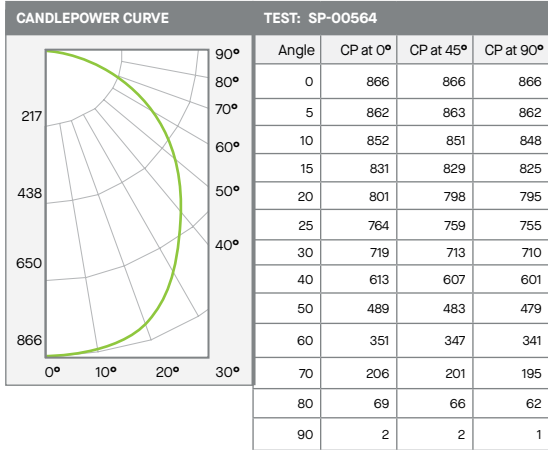 CANDLEPOWER CURVE
90°
80°
70°
217
60°
50°
438
40°
650
866
0° 10° 20° 30°
TEST: SP-00564
Angle CP at 0° CP at 45° CP at 90°
0 866 866 866
5 862 863 862
10 852 851 848
15 831 829 825
20 801 798 795
25 764 759 755
30 719 713 710
40 613 607 601
50 489 483 479
60 351 347 341
70 206 201 195
80 69 66 62
90 2 2 1